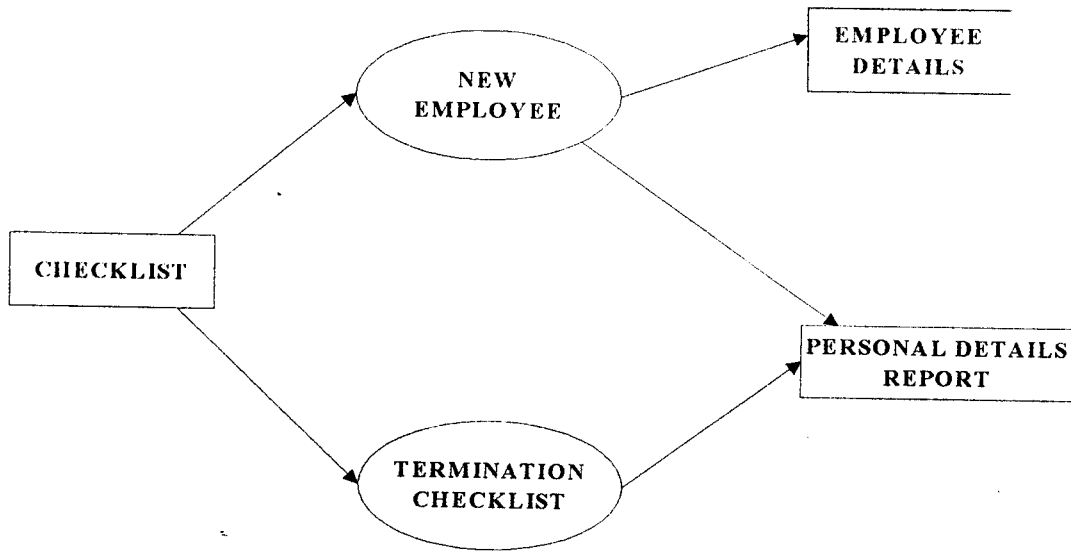 NEW
EMPLOYEE
EMPLOYEE
DETAILS
CHECKLIST
PERSONAL DETAILS
REPORT
TERMINATION
CHECKLIST